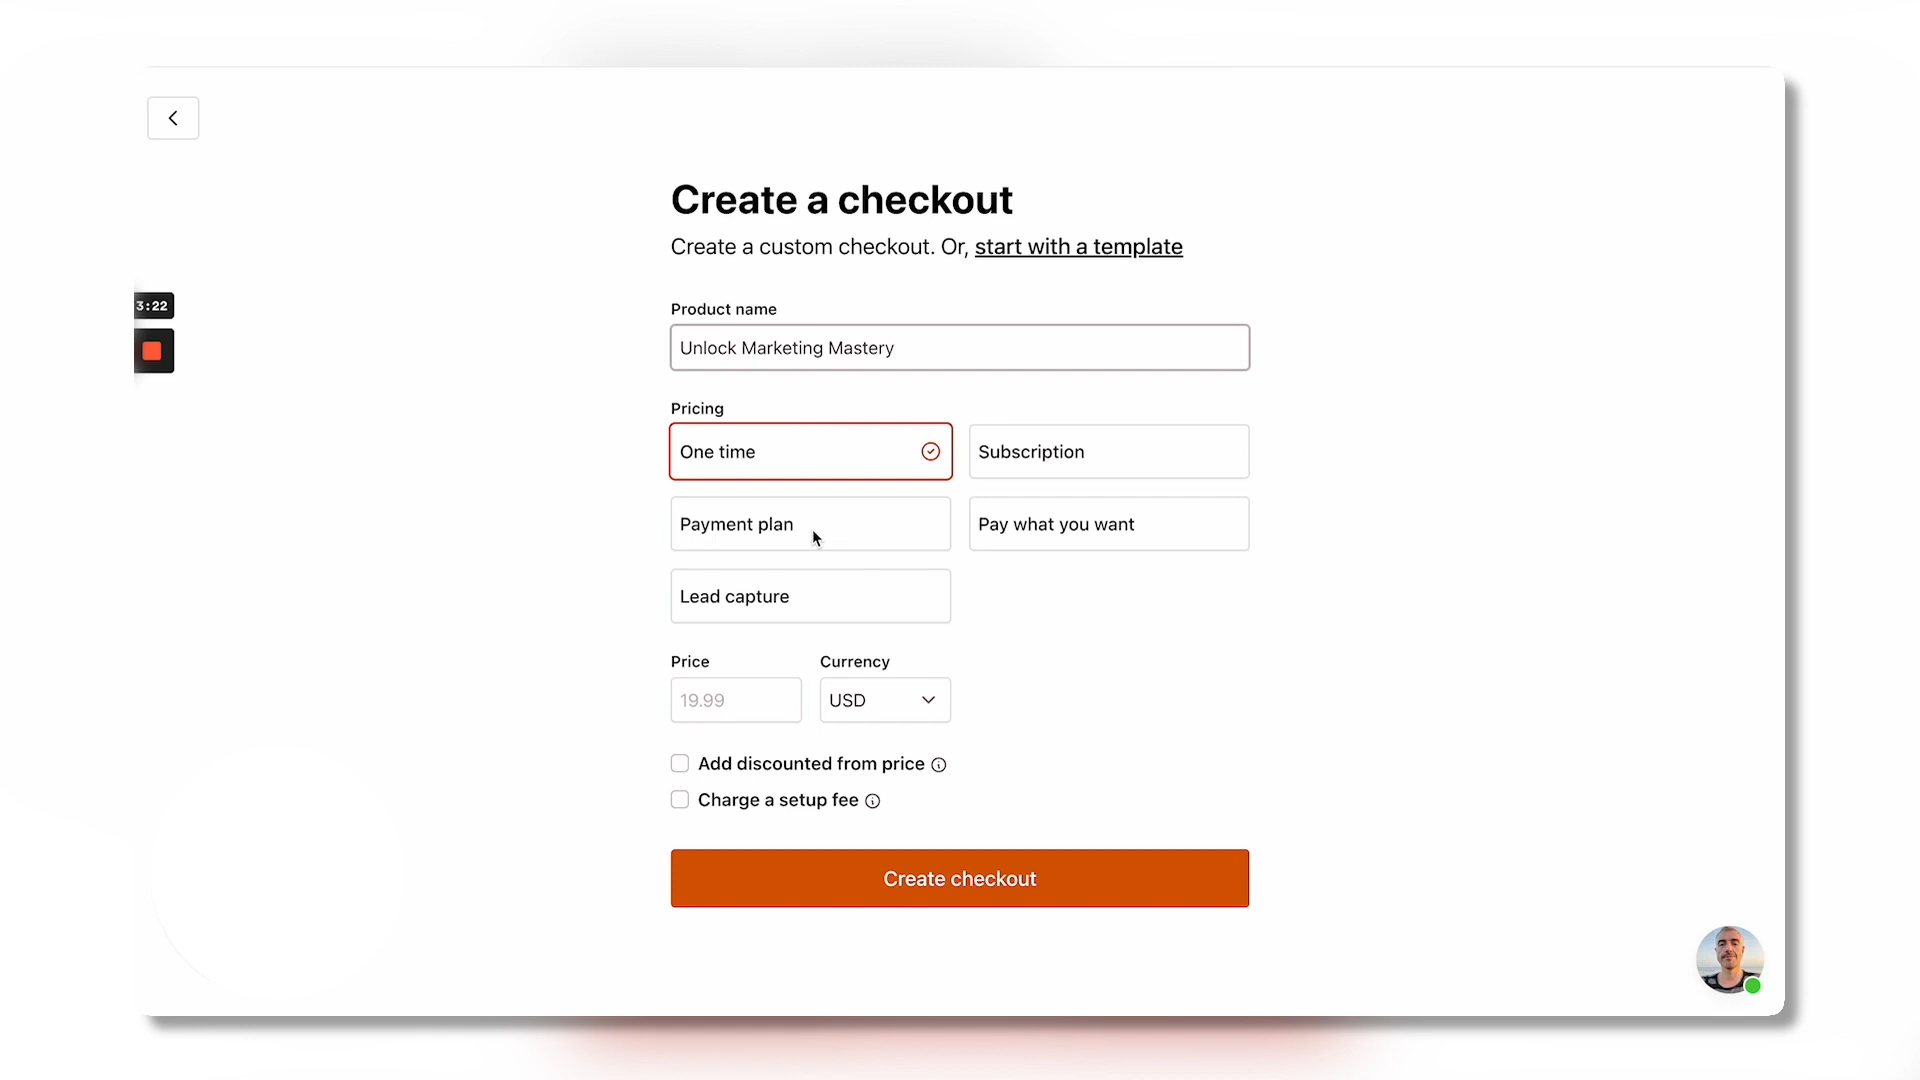 Create a checkout
Create a custom checkout. Or, start with a template
3:22
Product name
Unlock Marketing Mastery
Pricing
One time
Subscription
Payment plan
Pay what you want
Lead capture
Price
Currency
19.99
USD
Add discounted from price
Charge a setup fee
Create checkout